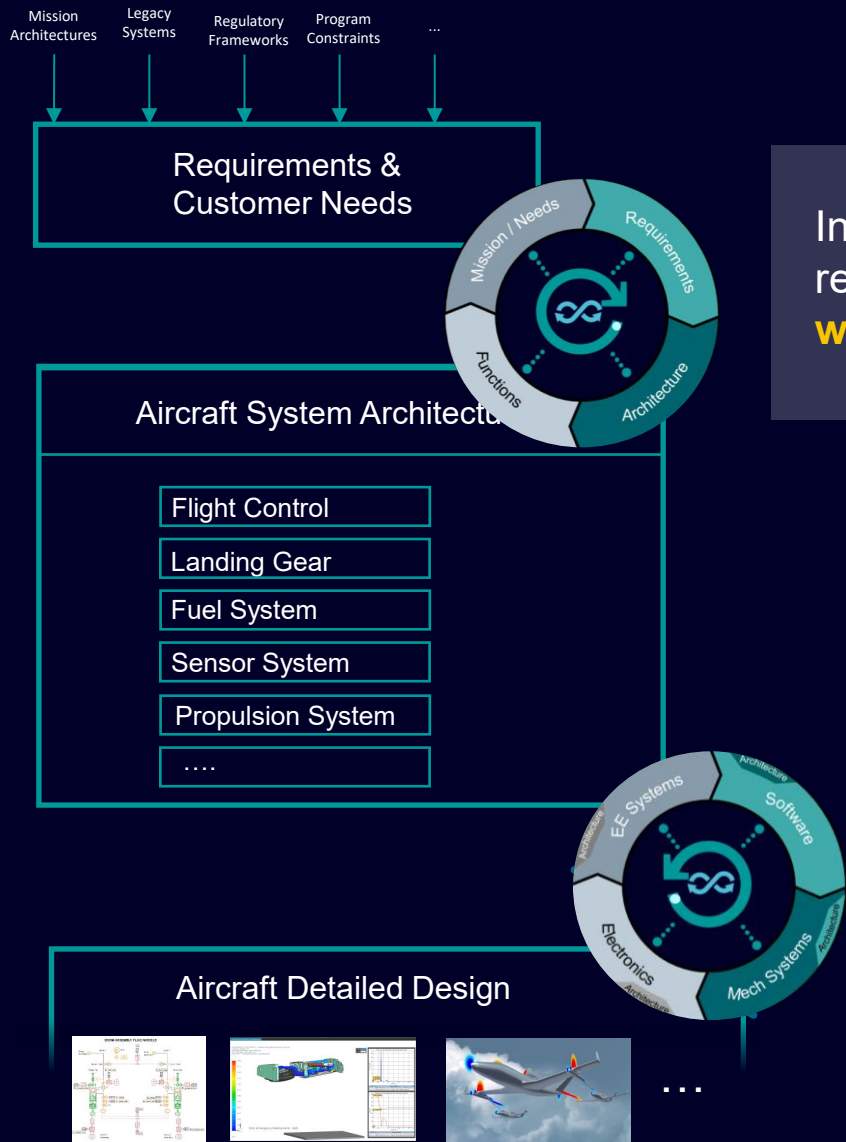 Mission
Architectures
Legacy
Systems
Regulatory
Frameworks
Program
Constraints
...
Requirements &
Customer Needs
Mission / Needs
Requirements
Functions
Architecture
In
re
w
Aircraft System Architectu
Flight Control
Landing Gear
Fuel System
Sensor System
Propulsion System
....
Architecture
EE Systems
Software
Architecture
Electronics
Architecture
Mech Systems
Architecture
Aircraft Detailed Design
...